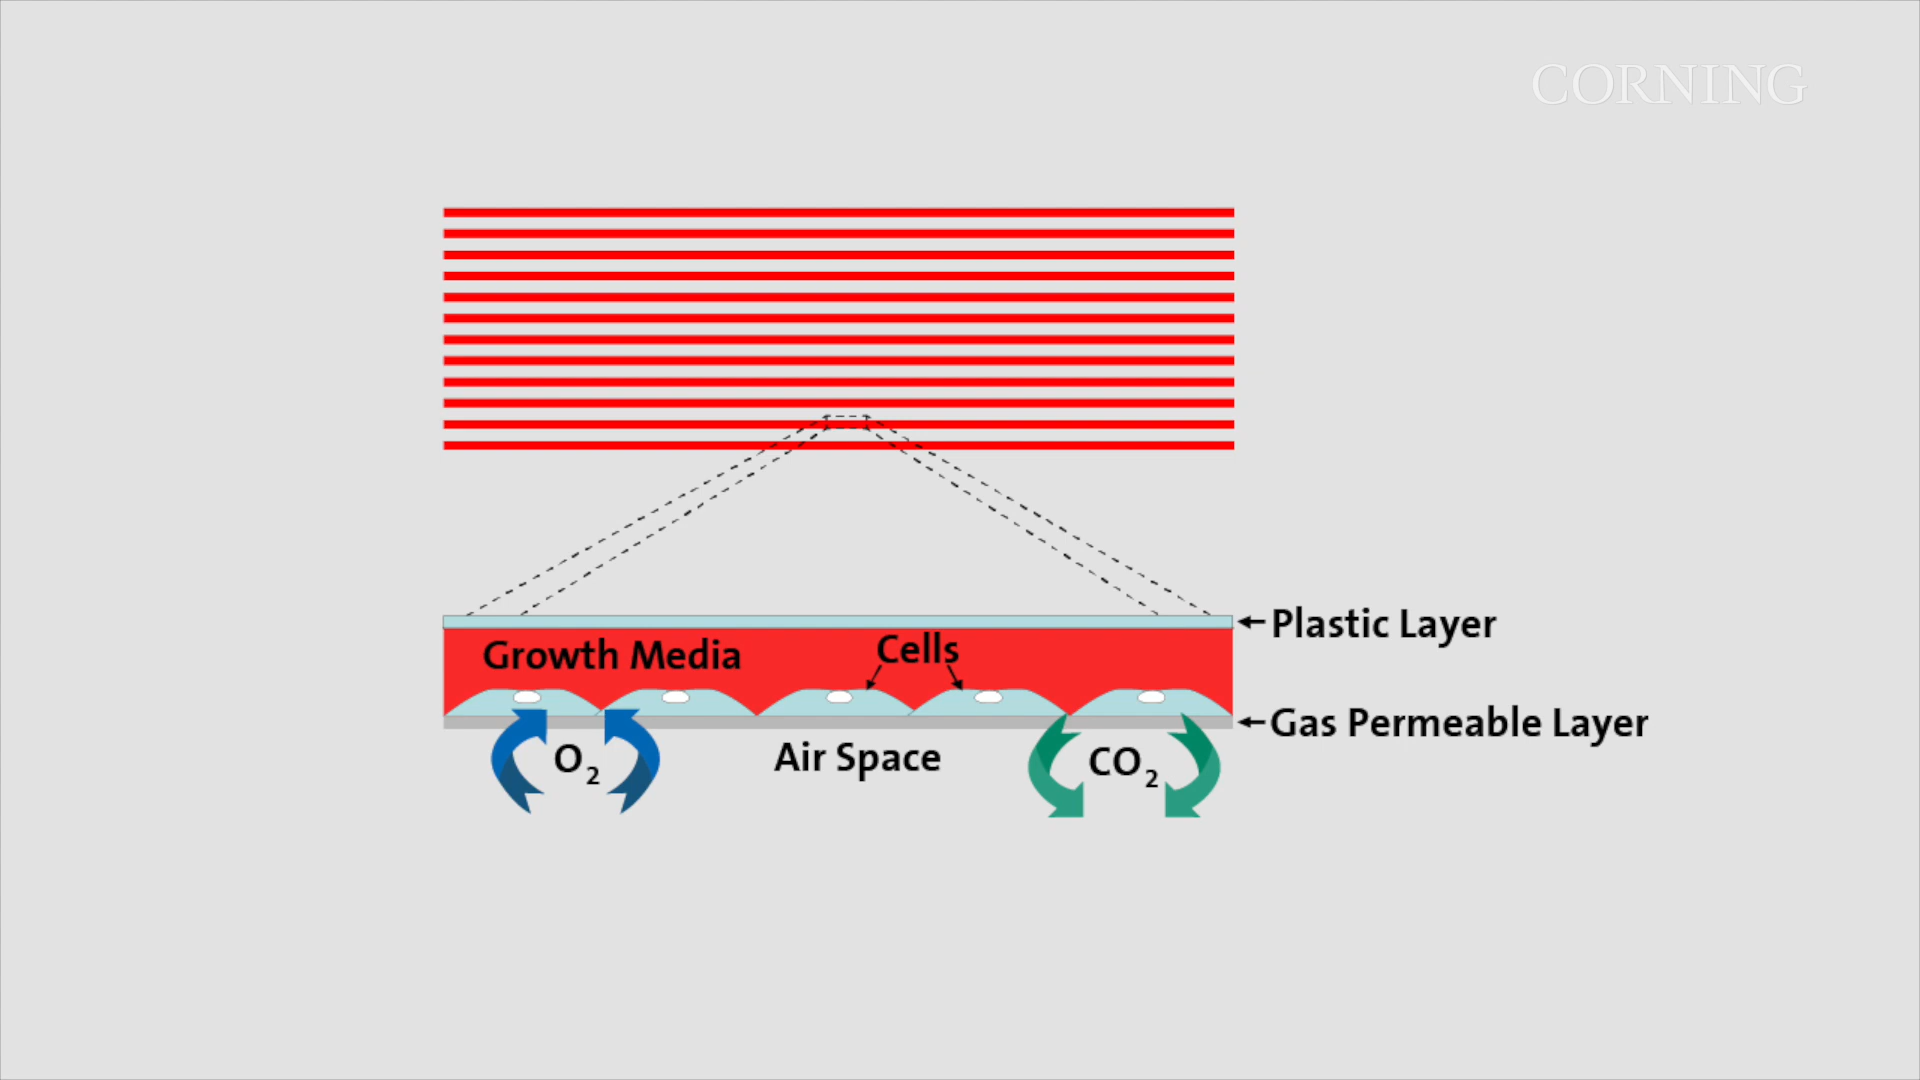 CORNING
Plastic Layer
Growth Media
Cells
Gas Permeable Layer
O2
Air Space
CO2